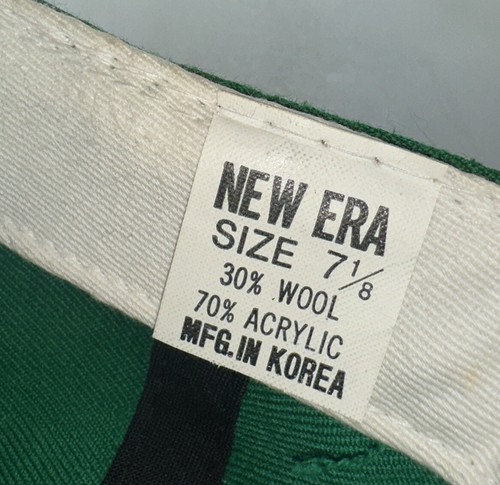 NEW ERA
SIZE 7 1/8
30% WOOL
70% ACRYLIC
MFG.IN KOREA